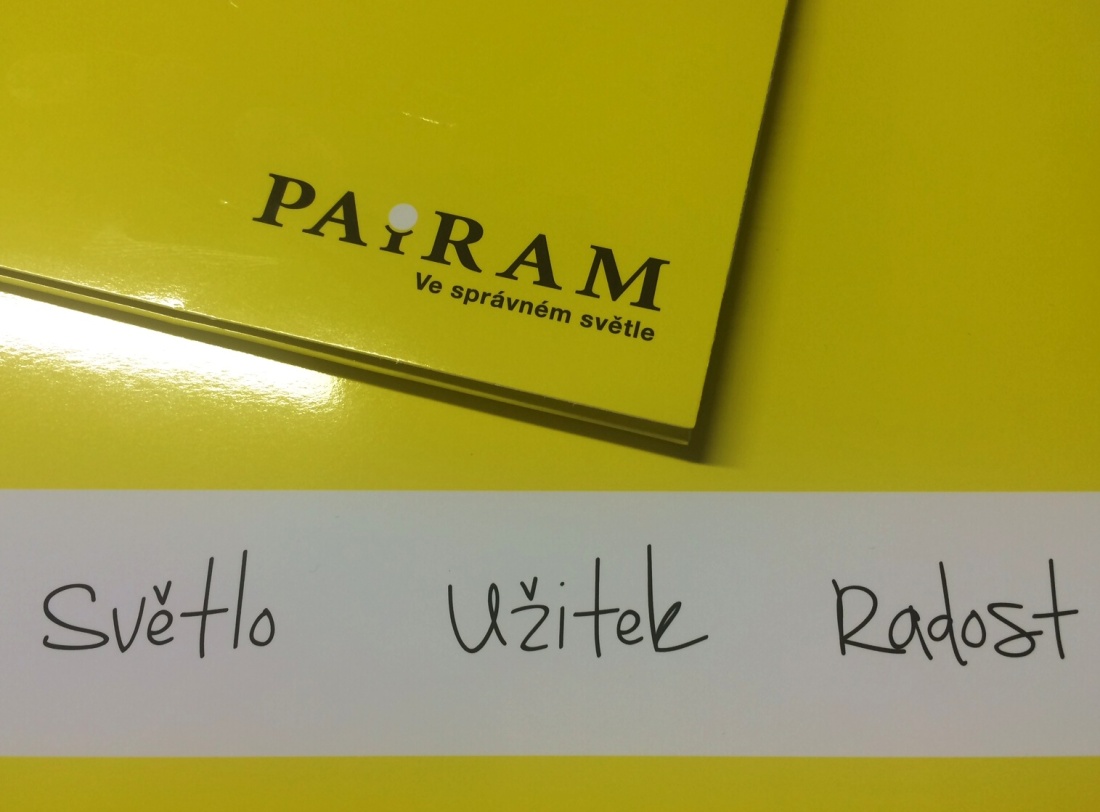 PAiRAM
Ve správném světle
Světlo Užitek Radost